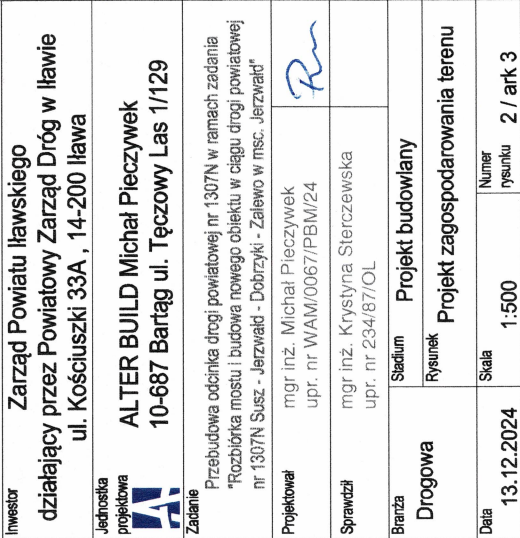 Inwestor
Zarząd Powiatu Iławskiego
działający przez Powiatowy Zarząd Dróg w Iławie
ul. Kościuszki 33A , 14-200 Iława
Jednostka
projektowa
ALTER BUILD Michał Pieczywek
10-687 Bartąg ul. Tęczowy Las 1/129
Zadanie
Przebudowa odcinka drogi powiatowej nr 1307N w ramach zadania
"Rozbiórka mostu i budowa nowego obiektu w ciągu drogi powiatowej
nr 1307N Susz - Jerzwałd - Dobrzyki - Zalewo w msc. Jerzwałd"
Projektował
mgr inż. Michał Pieczywek
upr. nr WAM/0067/PBM/24
Sprawdził
mgr inż. Krystyna Sterczewska
upr. nr 234/87/OL
Branża
Drogowa
Stadium
Projekt budowlany
Rysunek
Projekt zagospodarowania terenu
Data
13.12.2024
Skala
1:500
Numer
rysunku
2 / ark 3